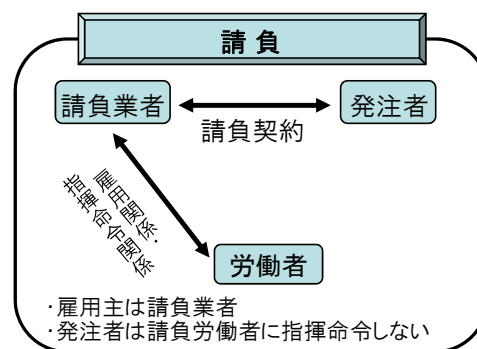 請 負
請負業者
発注者
請負契約
雇用関係・
指揮命令関係
労働者
・雇用主は請負業者
・発注者は請負労働者に指揮命令しない